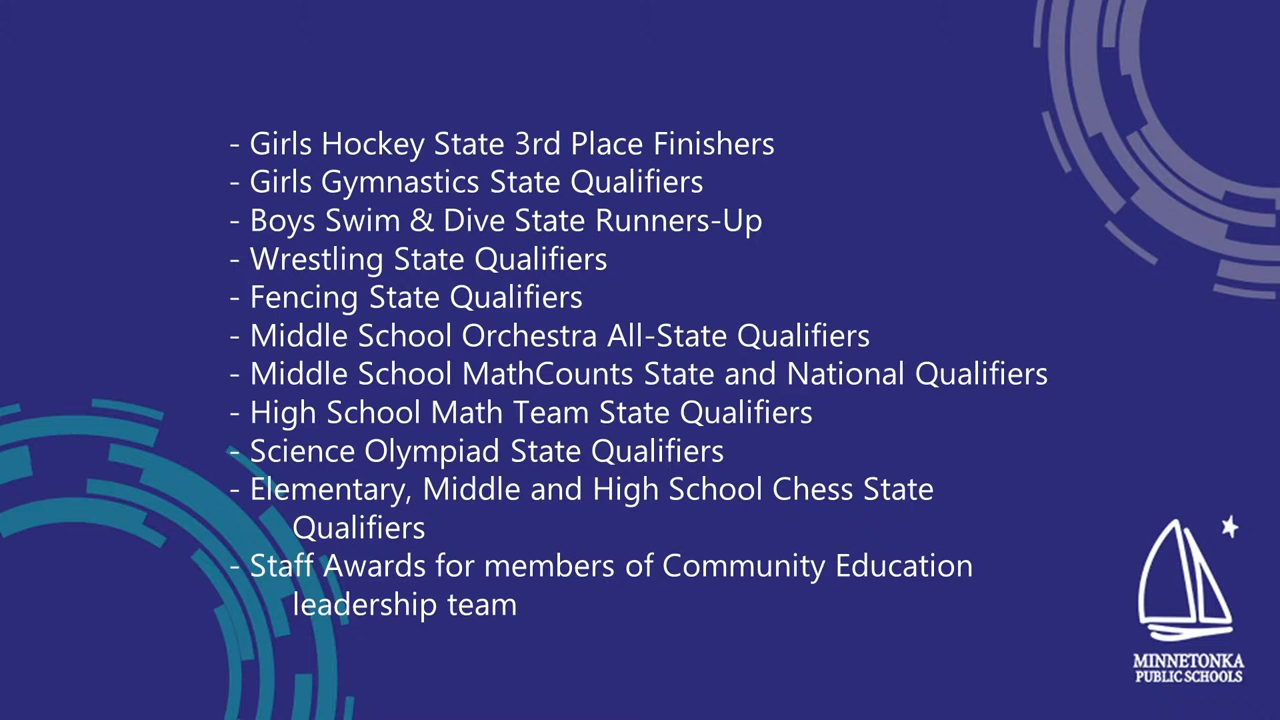 - Girls Hockey State 3rd Place Finishers
- Girls Gymnastics State Qualifiers
- Boys Swim & Dive State Runners-Up
- Wrestling State Qualifiers
- Fencing State Qualifiers
- Middle School Orchestra All-State Qualifiers
- Middle School MathCounts State and National Qualifiers
- High School Math Team State Qualifiers
- Science Olympiad State Qualifiers
- Elementary, Middle and High School Chess State
Qualifiers
- Staff Awards for members of Community Education
leadership team
MINNETONKA
PUBLIC SCHOOLS